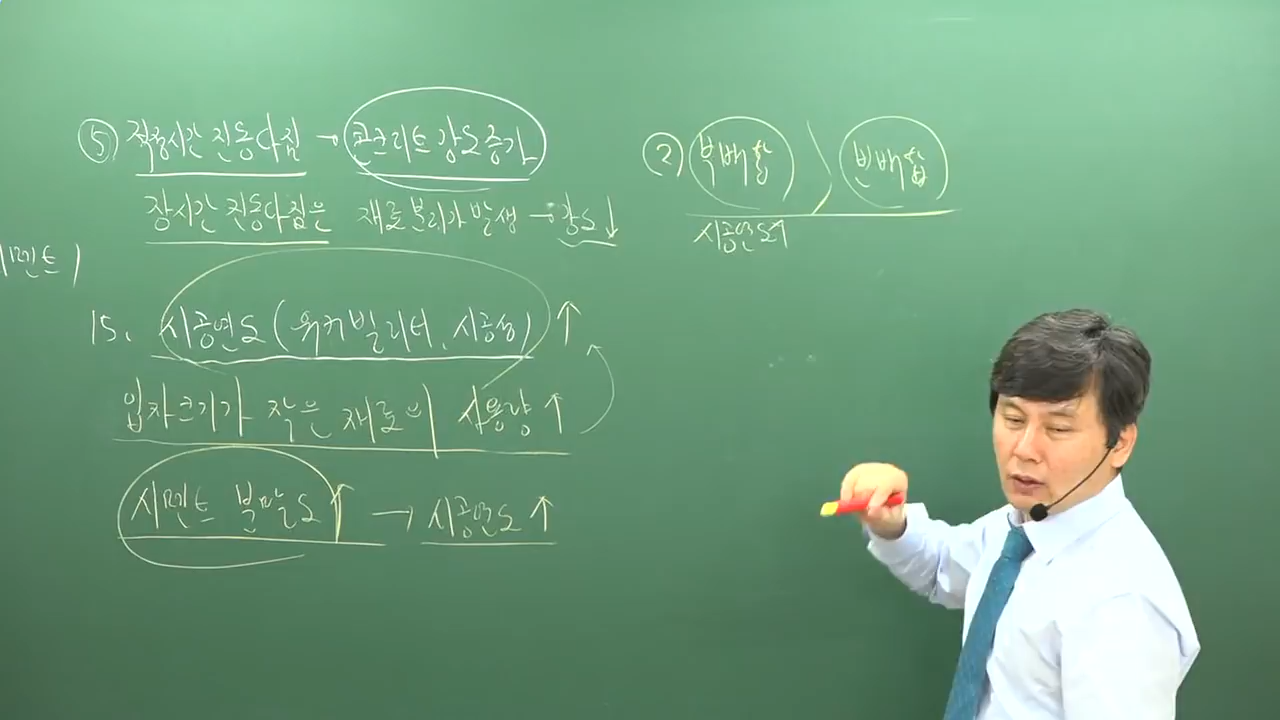 ⑤ 적정시간 진동다짐 → 콘크리트 강도증가
장시간 진동다짐은 재료분리가 발생 → 강도↓
시멘트)
15. 시공연도 (워커빌리티, 시공성) ↑
입자크기가 작은 재료의 사용량 ↑
시멘트 분말도↑ → 시공연도 ↑
② 부배합 > 빈배합
시공연도↑